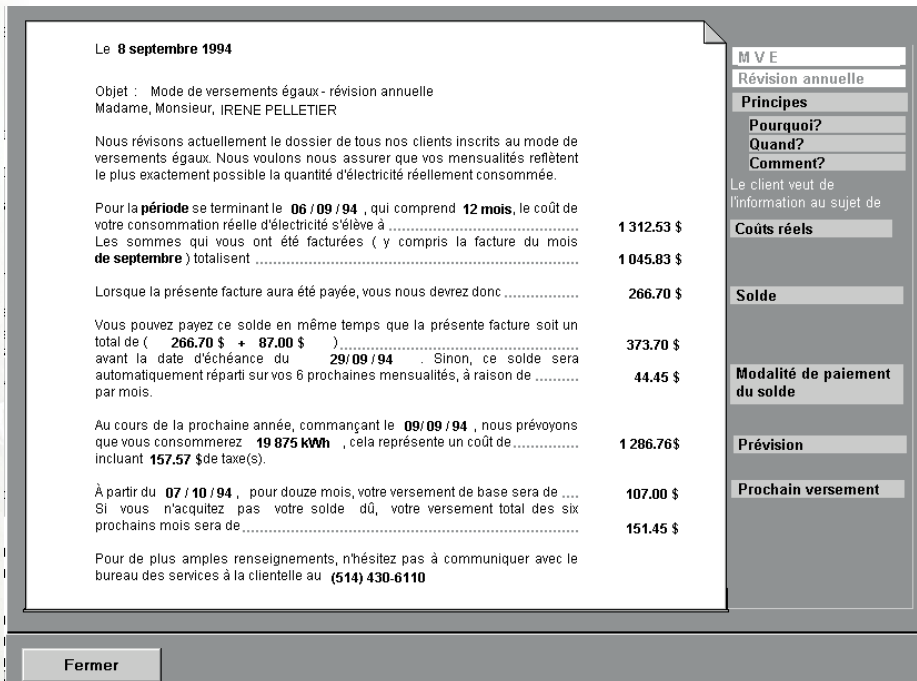 Le 8 septembre 1994
Objet : Mode de versements égaux - révision annuelle
Madame, Monsieur, IRENE PELLETIER
Nous révisons actuellement le dossier de tous nos clients inscrits au mode de
versements égaux. Nous voulons nous assurer que vos mensualités reflètent
le plus exactement possible la quantité d'électricité réellement consommée.
Pour la période se terminant le 06 / 09 / 94 , qui comprend 12 mois, le coût de
votre consommation réelle d'électricité s'élève à ........ 1 312.53 $
Les sommes qui vous ont été facturées ( y compris la facture du mois
de septembre ) totalisent ........ 1 045.83 $
Lorsque la présente facture aura été payée, vous nous devrez donc ........ 266.70 $
Vous pouvez payez ce solde en même temps que la présente facture soit un
total de ( 266.70 $ + 87.00 $ ) ........ 373.70 $
avant la date d'échéance du 29/ 09 / 94 . Sinon, ce solde sera
automatiquement réparti sur vos 6 prochaines mensualités, à raison de ........ 44.45 $
par mois.
Au cours de la prochaine année, commançant le 09/ 09 / 94 , nous prévoyons
que vous consommerez 19 875 kWh , cela représente un coût de ........ 1 286.76$
incluant 157.57 $de taxe(s).
À partir du 07 / 10 / 94 , pour douze mois, votre versement de base sera de .... 107.00 $
Si vous n'acquitez pas votre solde dû, votre versement total des six
prochains mois sera de ........ 151.45 $
Pour de plus amples renseignements, n'hésitez pas à communiquer avec le
bureau des services à la clientelle au (514) 430-6110
M V E
Révision annuelle
Principes
Pourquoi?
Quand?
Comment?
Le client veut de
l'information au sujet de
Coûts réels
Solde
Modalité de paiement
du solde
Prévision
Prochain versement
Fermer